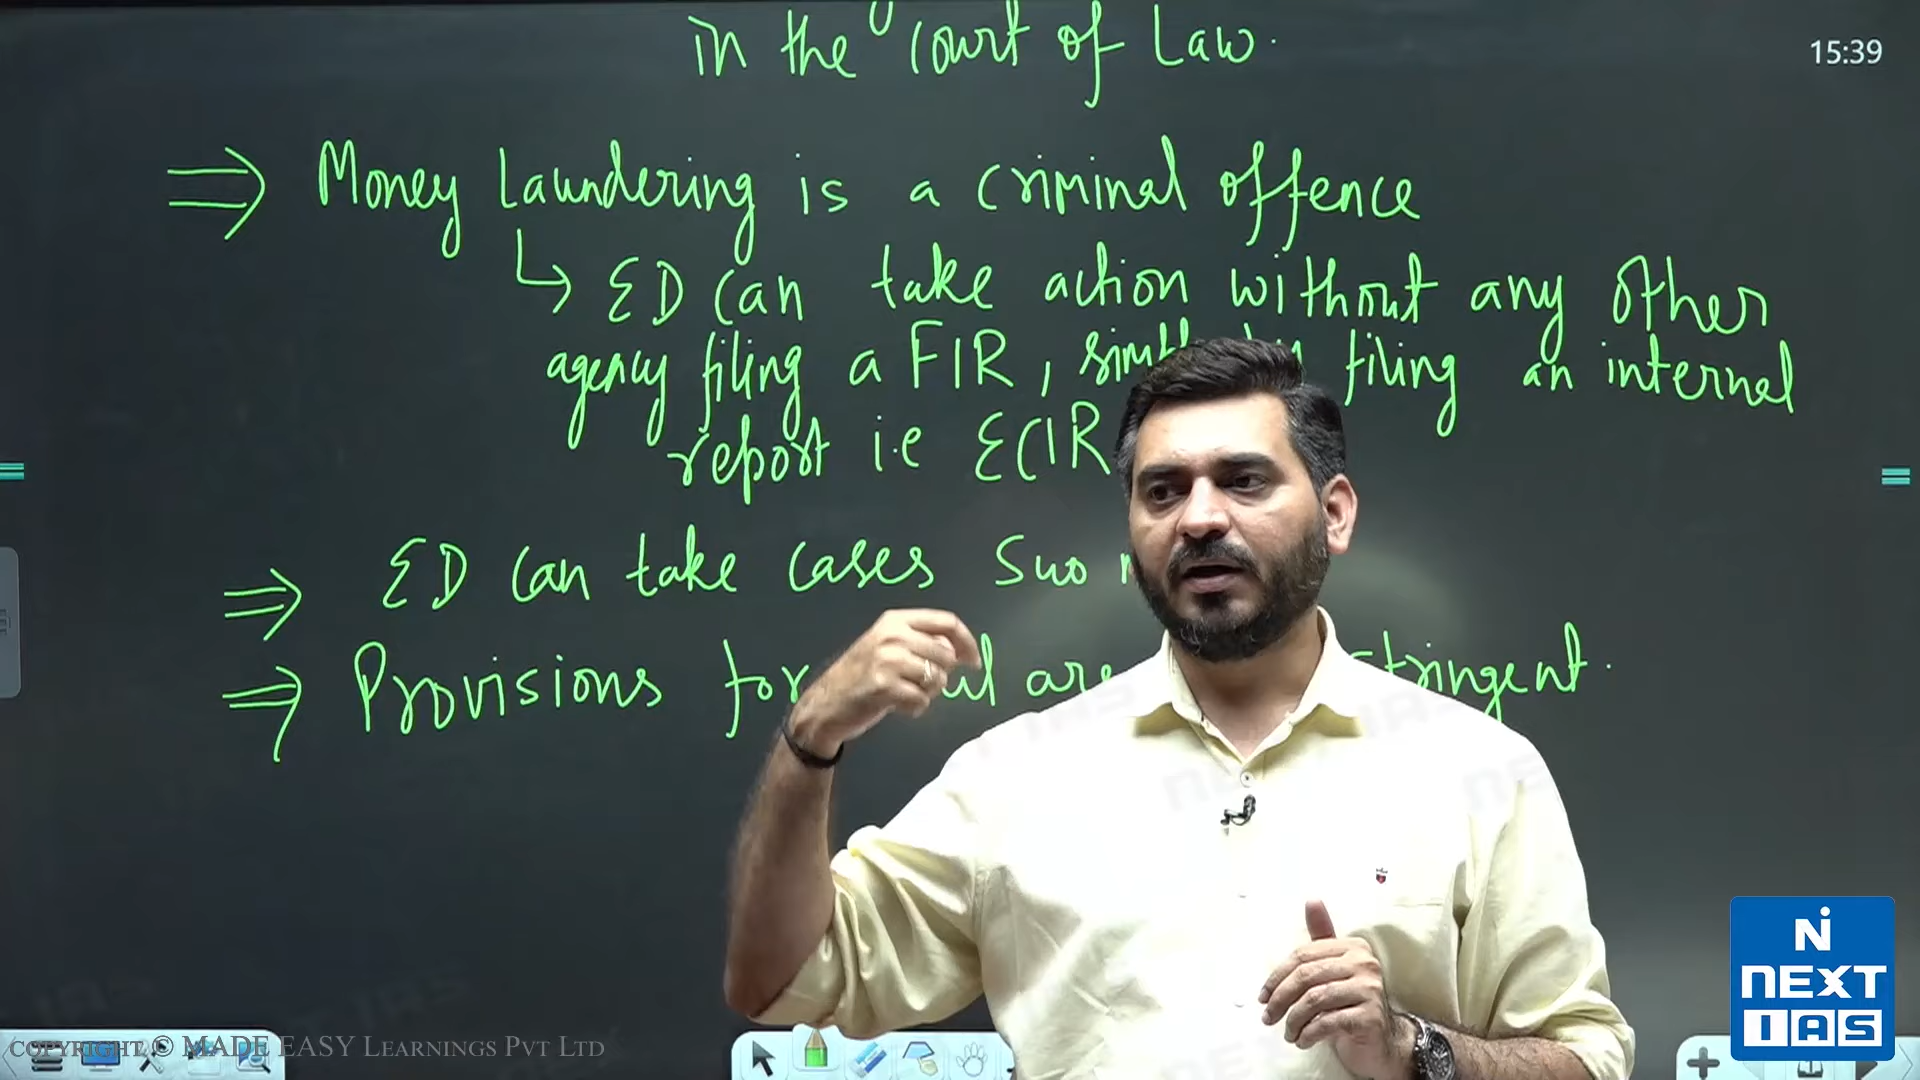 in the court of Law.
15:39
⇒ Money Laundering is a criminal offence
↳ ED can take action without any other
agency filing a FIR, filing an internal
report i.e ECIR
⇒ ED can take cases Suo
⇒ Provisions for are stringent.
N
NEXT
IAS
COPYRIGHT © MADE EASY LEARNINGS PVT LTD